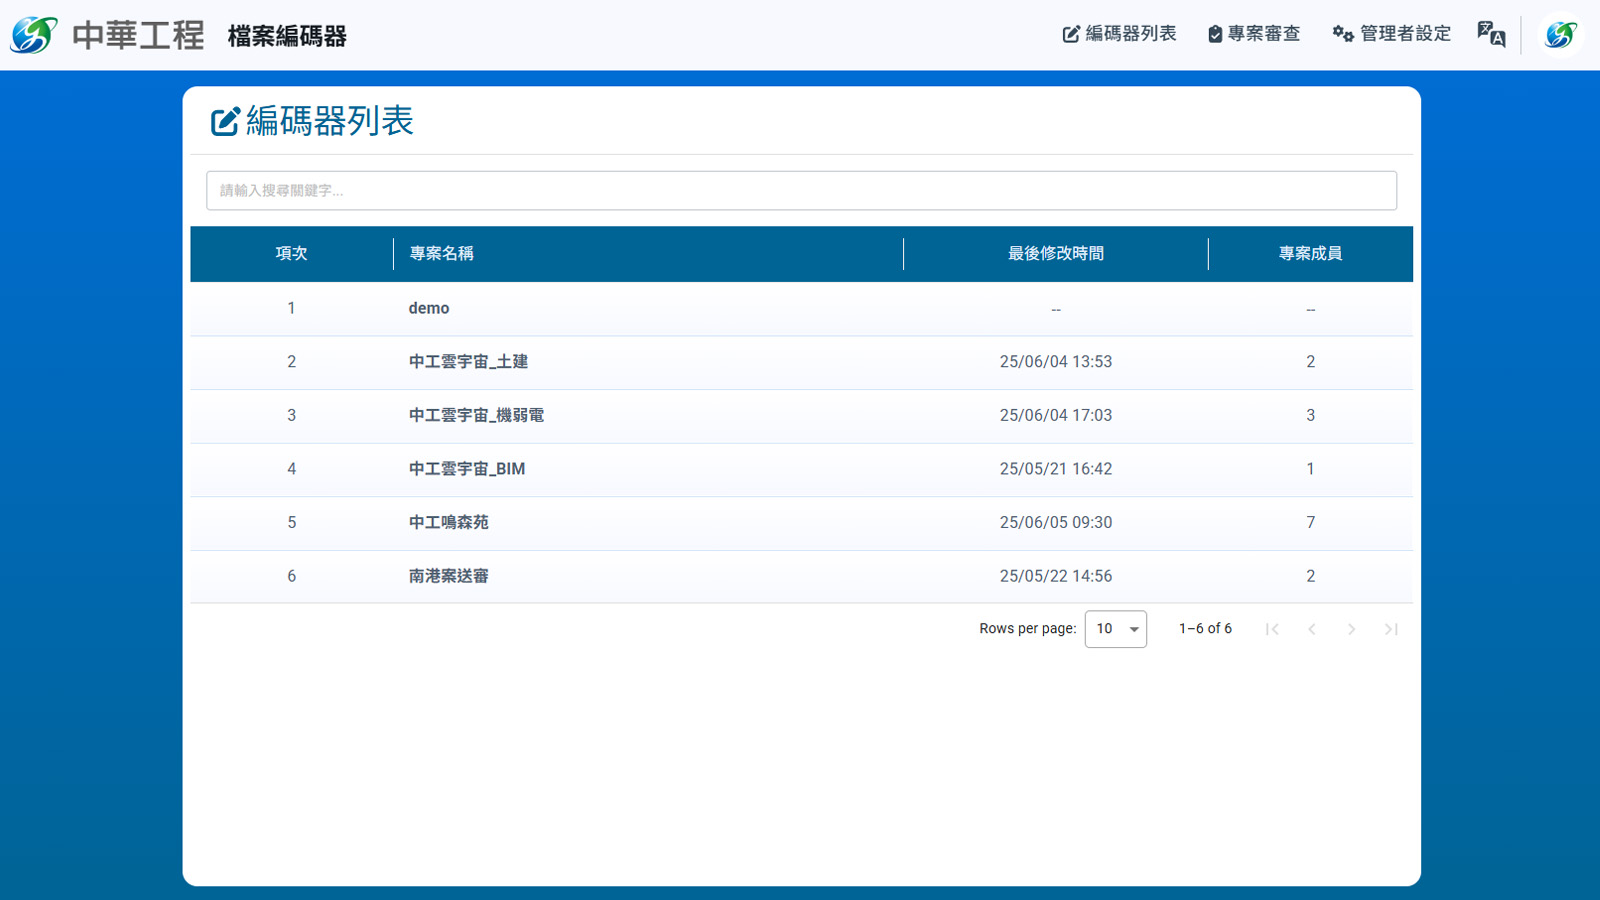 中華工程 檔案編碼器 編碼器列表 專案審查 管理者設定
編碼器列表
請輸入搜尋關鍵字...
項次 專案名稱 最後修改時間 專案成員
1 demo -- --
2 中工雲宇宙_土建 25/06/04 13:53 2
3 中工雲宇宙_機弱電 25/06/04 17:03 3
4 中工雲宇宙_BIM 25/05/21 16:42 1
5 中工鳴森苑 25/06/05 09:30 7
6 南港案送審 25/05/22 14:56 2
Rows per page: 10 1–6 of 6